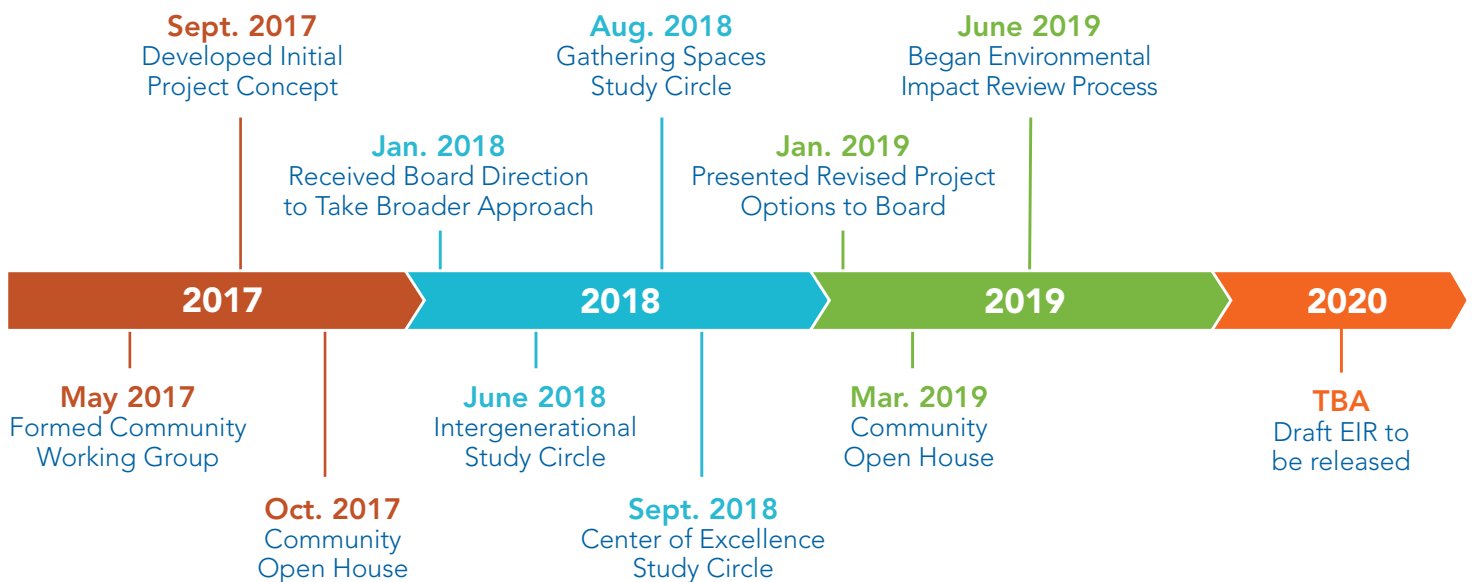 Sept. 2017
Developed Initial
Project Concept
Aug. 2018
Gathering Spaces
Study Circle
June 2019
Began Environmental
Impact Review Process
Jan. 2018
Received Board Direction
to Take Broader Approach
Jan. 2019
Presented Revised Project
Options to Board
2017
2018
2019
2020
May 2017
Formed Community
Working Group
June 2018
Intergenerational
Study Circle
Mar. 2019
Community
Open House
TBA
Draft EIR to
be released
Oct. 2017
Community
Open House
Sept. 2018
Center of Excellence
Study Circle